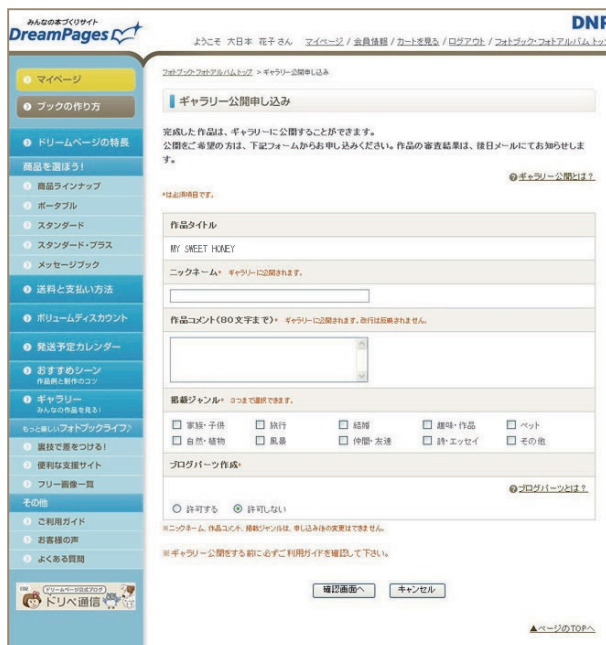 みんなの本づくりサイト
DreamPages
DNP
ようこそ 大日本 花子さん マイページ / 会員情報 / カートを見る / ログアウト / フォトブック・フォトアルバムトップ
マイページ
ブックの作り方
ドリームページの特長
商品を選ぼう!
商品ラインナップ
ポータブル
スタンダード
スタンダード・プラス
メッセージブック
送料と支払い方法
ボリュームディスカウント
発送予定カレンダー
おすすめシーン
作品例と制作のコツ
ギャラリー
みんなの作品を見る!
もっと楽しいフォトブックライフ♪
裏技で差をつける!
便利な支援サイト
フリー画像一覧
その他
ご利用ガイド
お客様の声
よくある質問
ドリームページ公式ブログ
ドリペ通信
フォトブック・フォトアルバムトップ > ギャラリー公開申し込み
ギャラリー公開申し込み
完成した作品は、ギャラリーに公開することができます。
公開をご希望の方は、下記フォームからお申し込みください。作品の審査結果は、後日メールにてお知らせしま
す。
ギャラリー公開とは?
*は必須項目です。
作品タイトル
MY SWEET HONEY
ニックネーム* ギャラリーに公開されます。
作品コメント(80文字まで)* ギャラリーに公開されます。改行は反映されません。
掲載ジャンル* 3つまで選択できます。
家族・子供 旅行 結婚 趣味・作品 ペット
自然・植物 風景 仲間・友達 詩・エッセイ その他
ブログパーツ作成*
ブログパーツとは?
許可する 許可しない
※ニックネーム、作品コメント、掲載ジャンルは、申し込み後の変更はできません。
※ギャラリー公開をする前に必ずご利用ガイドを確認して下さい。
確認画面へ キャンセル
▲ページのTOPへ